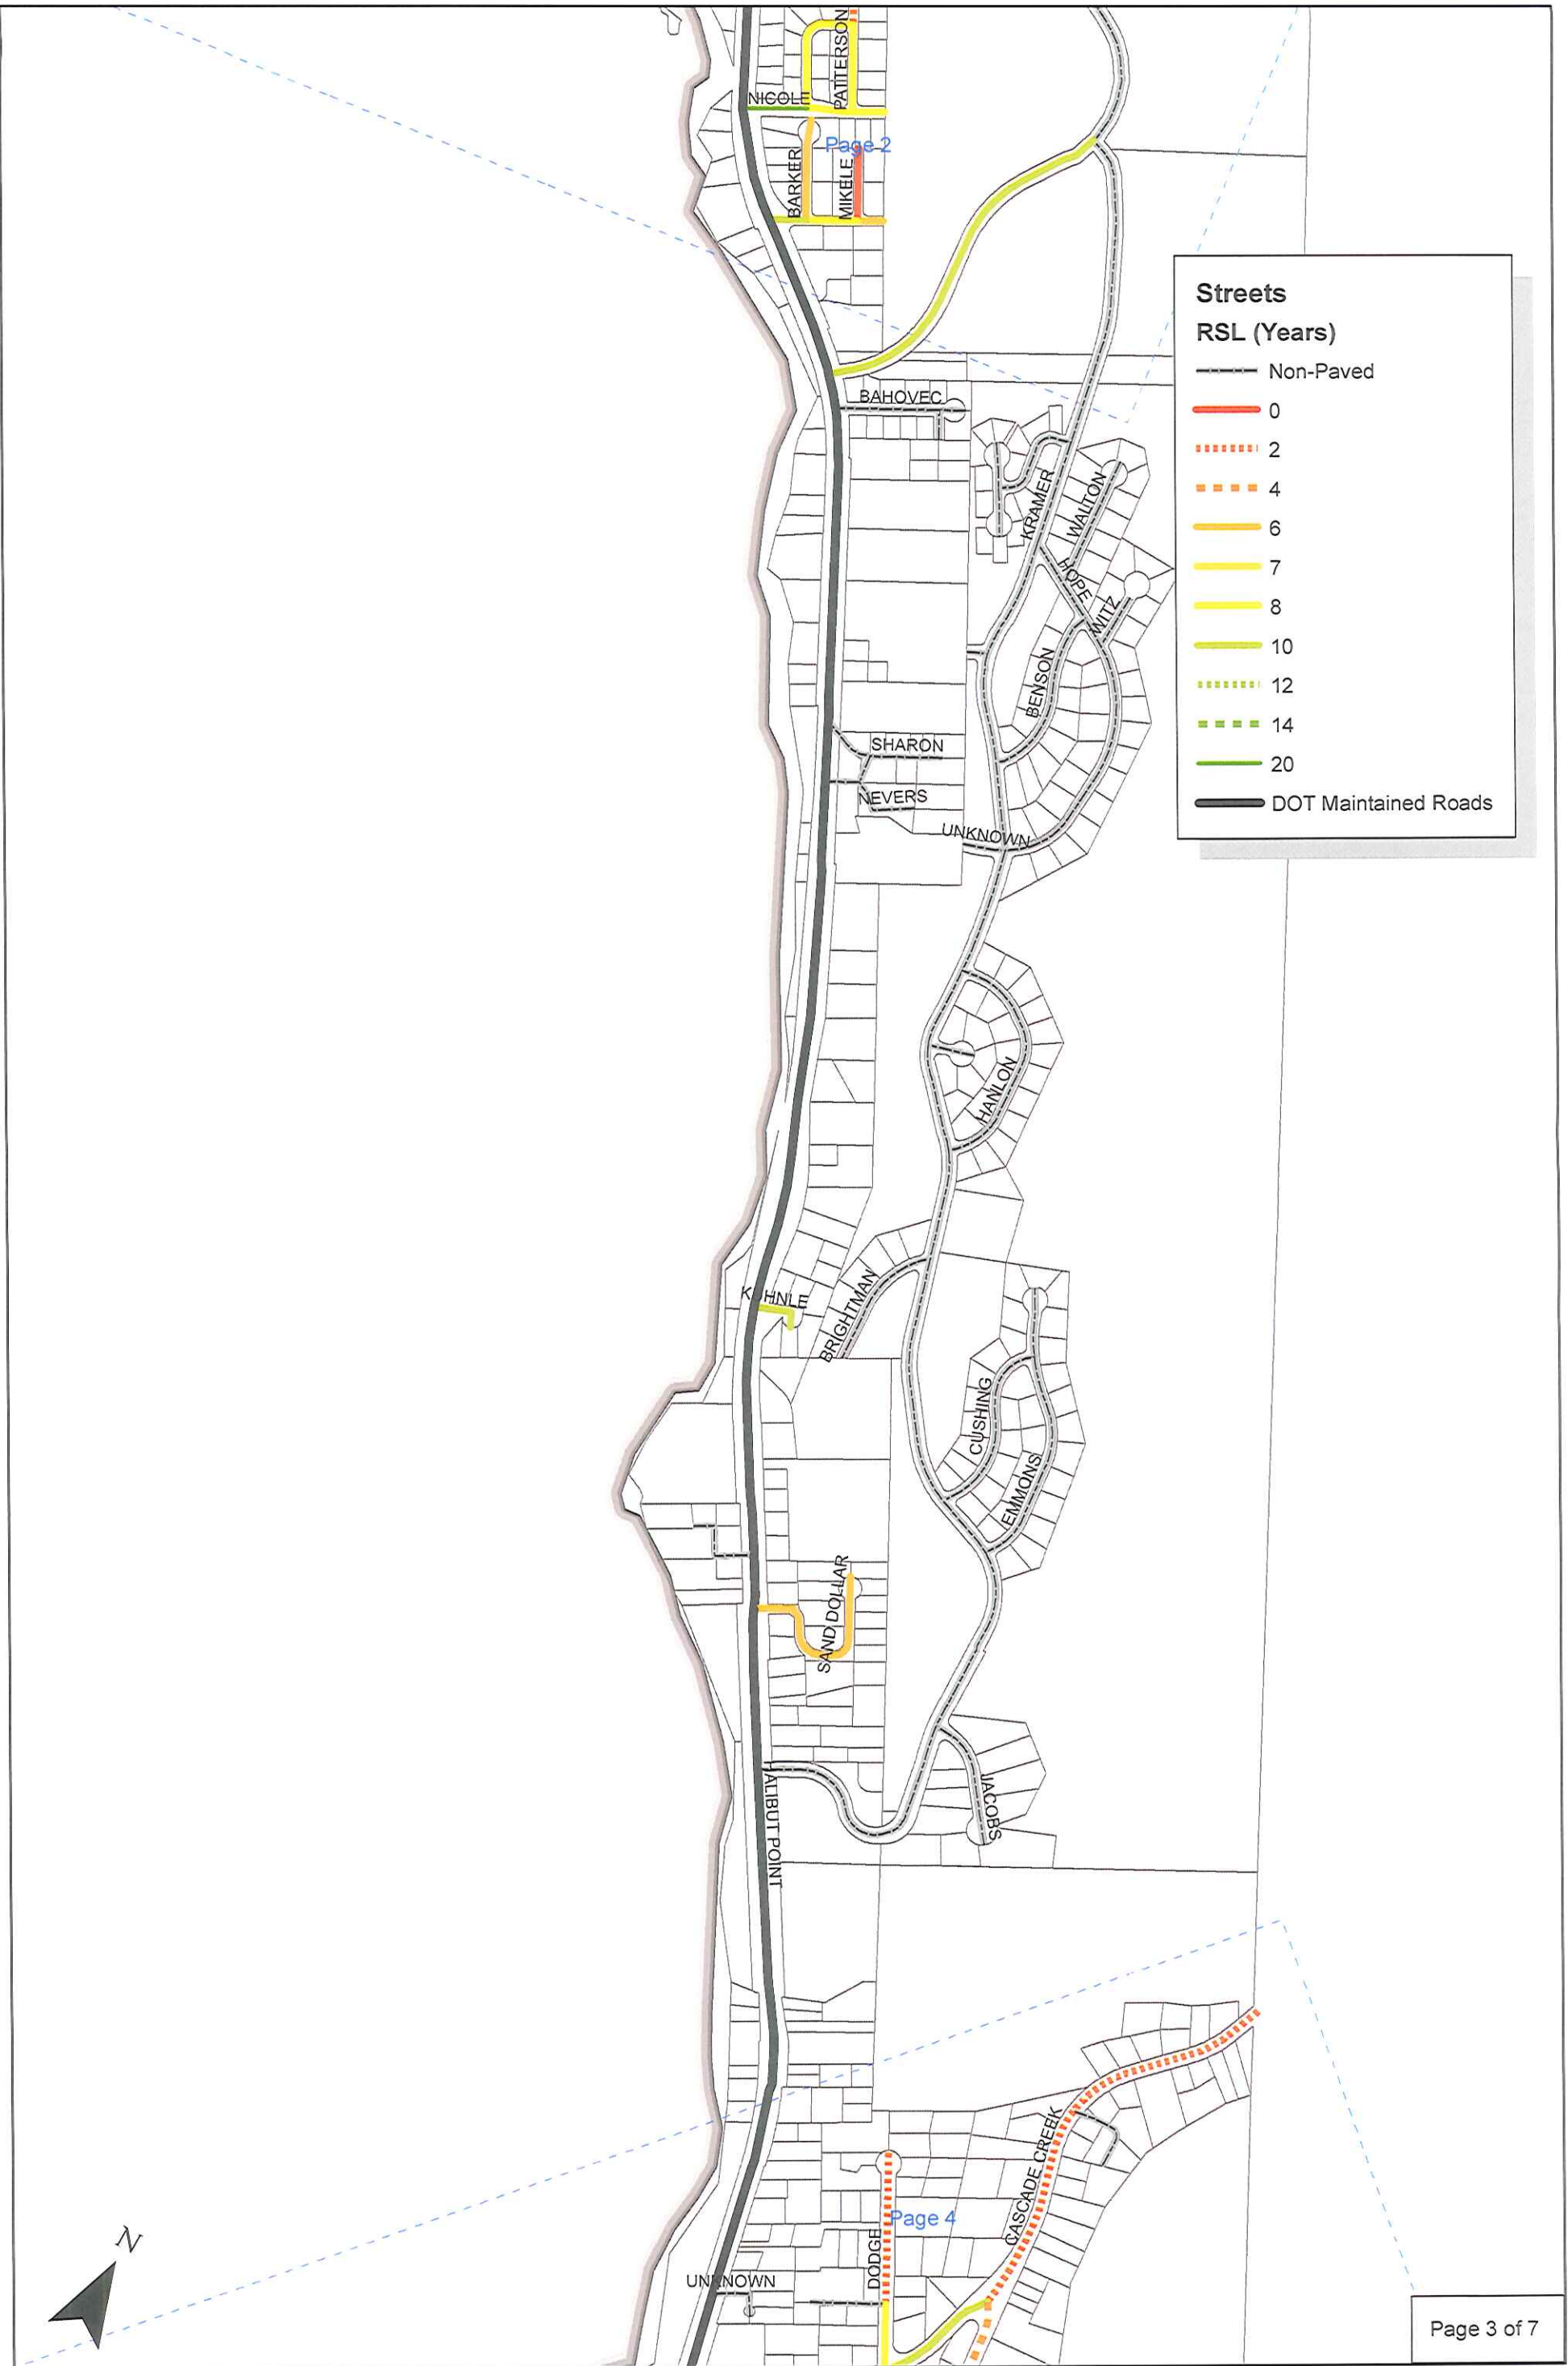 PATTERSON
NICOLE
Page 2
BARKER
MIKELE
Streets
RSL (Years)
Non-Paved
0
2
4
6
7
8
10
12
14
20
DOT Maintained Roads
BAHOVEC
KRAMER
WALTON
HOPE
WITZ
BENSON
SHARON
NEVERS
UNKNOWN
HANLON
KUHNLE
BRIGHTMAN
CUSHING
EMMONS
SAND DOLLAR
HALIBUT POINT
JACOBS
CASCADE CREEK
Page 4
DODGE
UNKNOWN
N
Page 3 of 7